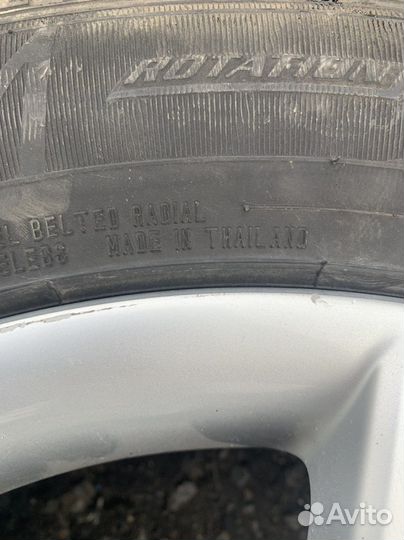 ROTATION
BELTED RADIAL
MADE IN THAILAND
Avito